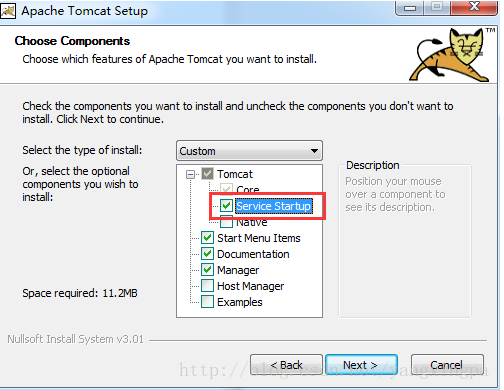 Apache Tomcat Setup
Choose Components
Choose which features of Apache Tomcat you want to install.
TM
Check the components you want to install and uncheck the components you don't want to
install. Click Next to continue.
Select the type of install:
Custom
Or, select the optional
components you wish to
install:
Tomcat
Core
Service Startup
Native
Start Menu Items
Documentation
Manager
Host Manager
Examples
Description
Position your mouse
over a component to
see its description.
Space required: 11.2MB
Nullsoft Install System v3.01
< Back
Next >
Cancel